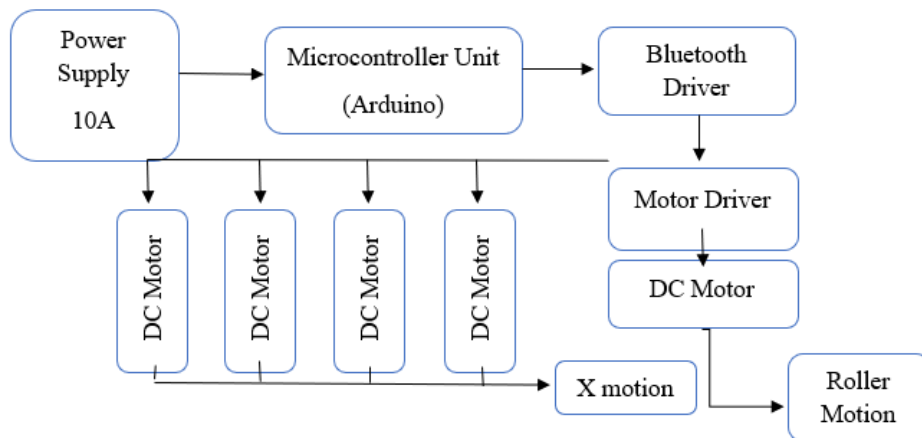 Power
Supply
10A
Microcontroller Unit
(Arduino)
Bluetooth
Driver
Motor Driver
DC Motor
DC Motor
DC Motor
DC Motor
DC Motor
X motion
Roller
Motion